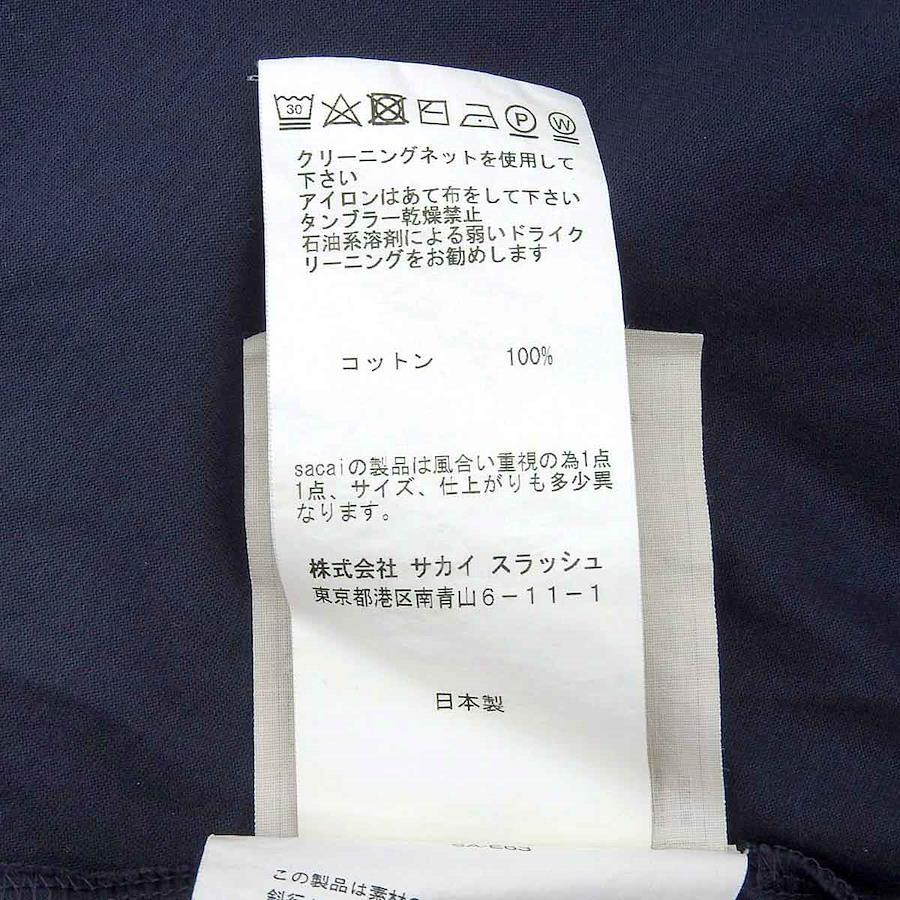 30 P W
クリーニングネットを使用して
下さい
アイロンはあて布をして下さい
タンブラー乾燥禁止
石油系溶剤による弱いドライク
リーニングをお勧めします
コットン 100%
sacaiの製品は風合い重視の為1点
1点、サイズ、仕上がりも多少異
なります。
株式会社 サカイ スラッシュ
東京都港区南青山6-11-1
日本製
この製品は素材の